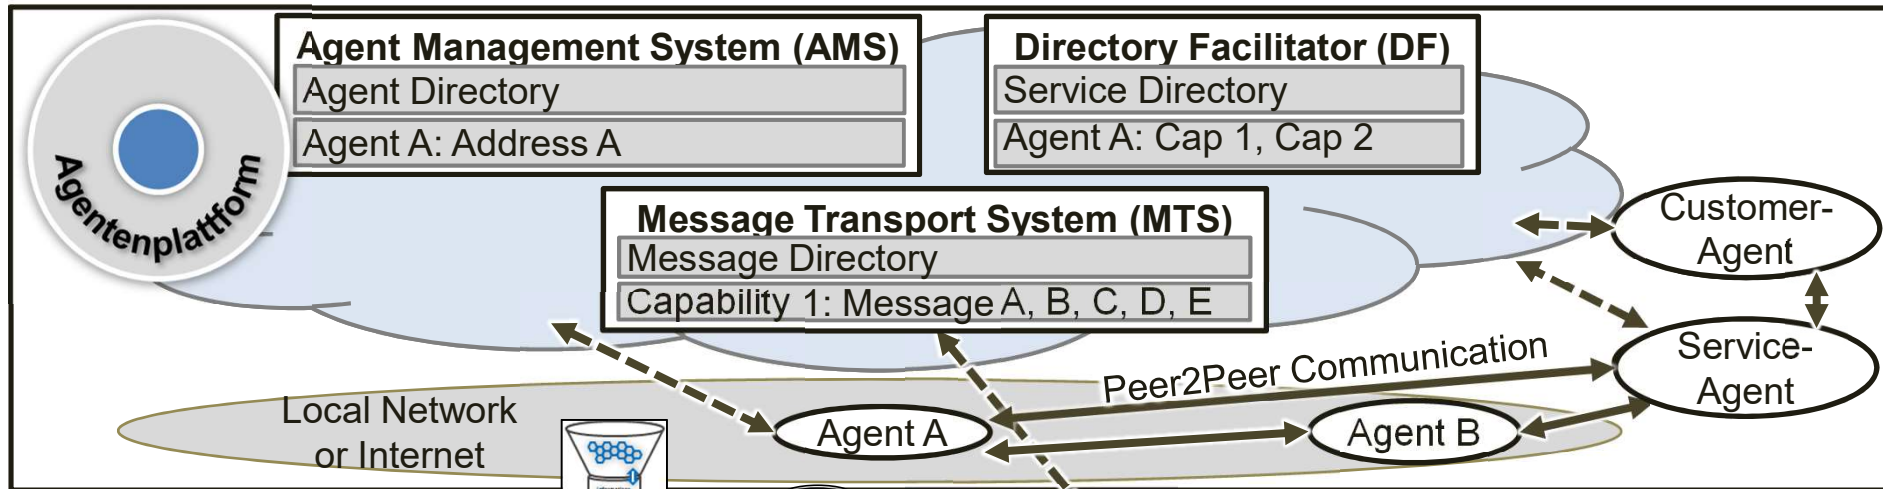 Agent Management System (AMS)
Agent Directory
Agent A: Address A
Directory Facilitator (DF)
Service Directory
Agent A: Cap 1, Cap 2
Agentenplattform
Message Transport System (MTS)
Message Directory
Capability 1: Message A, B, C, D, E
Customer-
Agent
Service-
Agent
Peer2Peer Communication
Local Network
or Internet
Agent A
Agent B